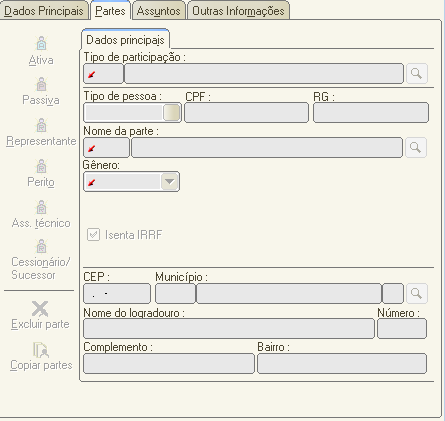 Dados Principais Partes Assuntos Outras Informações
Ativa
Passiva
Representante
Perito
Ass. técnico
Cessionário/
Sucessor
Excluir parte
Copiar partes
Dados principais
Tipo de participação :
Tipo de pessoa : CPF : RG :
Nome da parte :
Gênero:
Isenta IRRF
CEP : Município :
. -
Nome do logradouro : Número :
Complemento : Bairro :